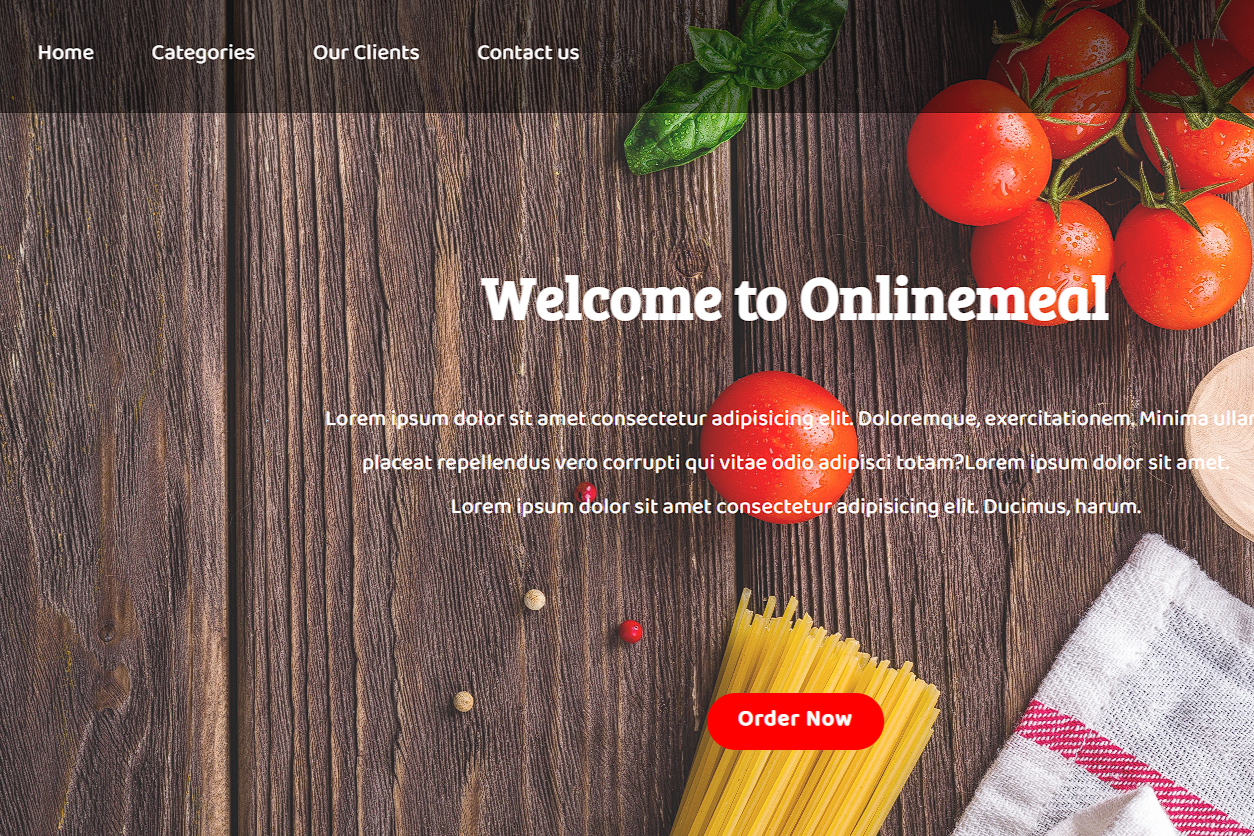 Home Categories Our Clients Contact us
Welcome to Onlinemeal
Lorem ipsum dolor sit amet consectetur adipisicing elit. Doloremque, exercitationem. Minima
placeat repellendus vero corrupti qui vitae odio adipisci totam?Lorem ipsum dolor sit amet.
Lorem ipsum dolor sit amet consectetur adipisicing elit. Ducimus, harum.
Order Now